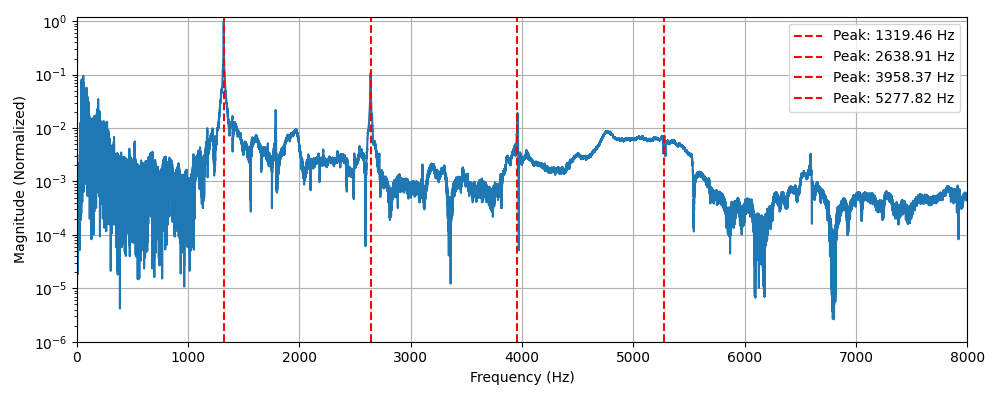 10⁰
10⁻¹
10⁻²
10⁻³
10⁻⁴
10⁻⁵
10⁻⁶
Magnitude (Normalized)
Peak: 1319.46 Hz
Peak: 2638.91 Hz
Peak: 3958.37 Hz
Peak: 5277.82 Hz
0 1000 2000 3000 4000 5000 6000 7000 8000
Frequency (Hz)